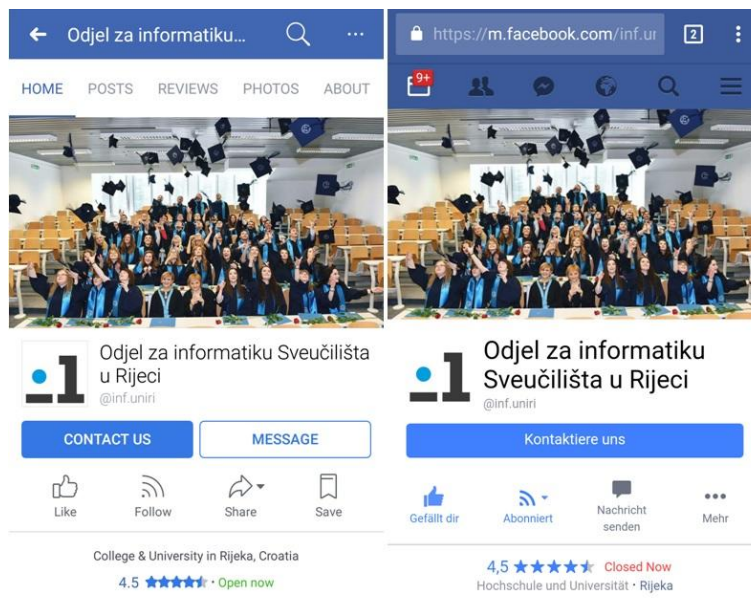 Odjel za informatiku...
HOME POSTS REVIEWS PHOTOS ABOUT
Odjel za informatiku Sveučilišta
u Rijeci
@inf.uniri
CONTACT US MESSAGE
Like Follow Share Save
College & University in Rijeka, Croatia
4.5 · Open now
https://m.facebook.com/inf.ur
2
9+
Odjel za informatiku
Sveučilišta u Rijeci
@inf.uniri
Kontaktiere uns
Gefällt dir Abonniert Nachricht
senden Mehr
4,5 Closed Now
Hochschule und Universität · Rijeka